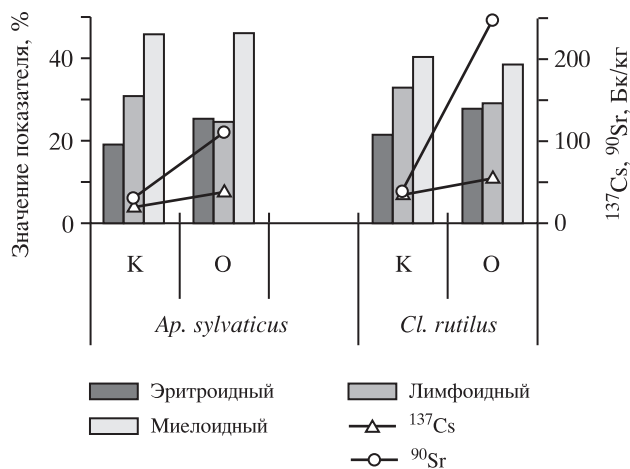 Значение показателя, %
40
20
0
200
100
0
¹³⁷Cs, ⁹⁰Sr, Бк/кг
К О К О
Ap. sylvaticus Cl. rutilus
Эритроидный Лимфоидный
Миелоидный ¹³⁷Cs
⁹⁰Sr